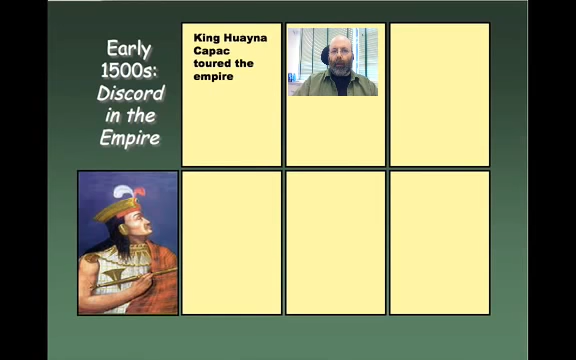 Early
1500s:
Discord
in the
Empire
King Huayna
Capac
toured the
empire